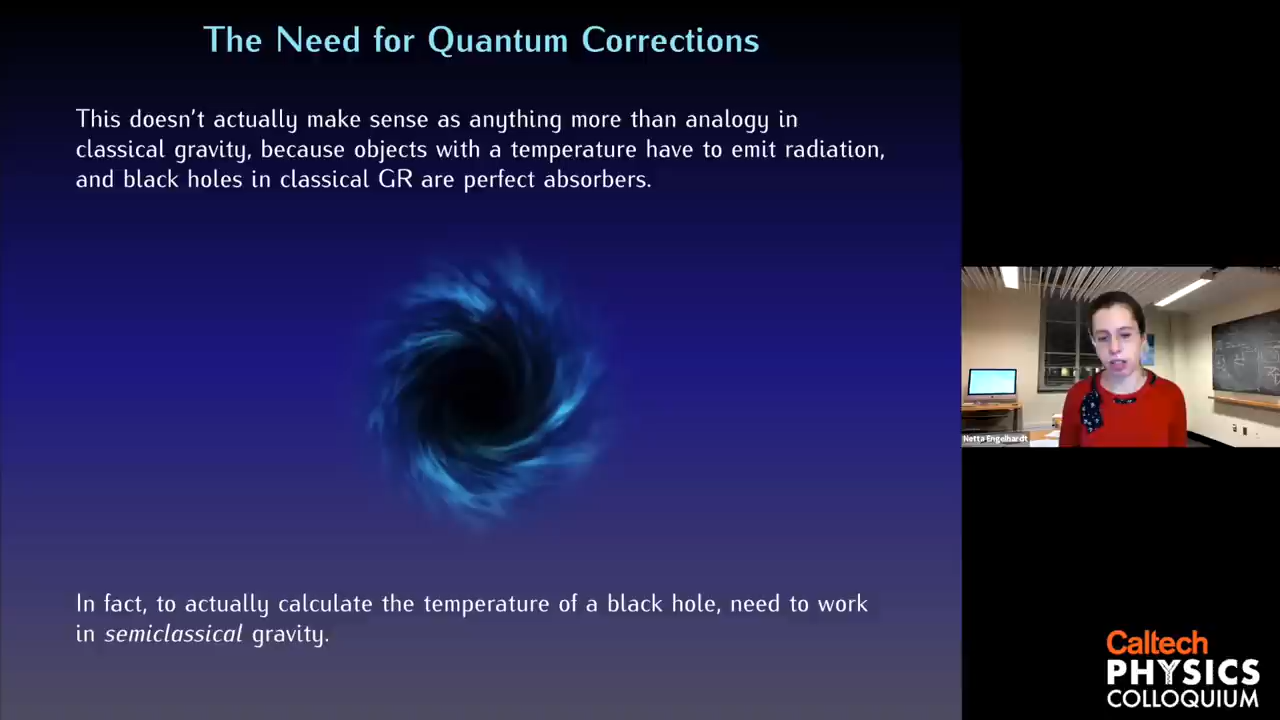 The Need for Quantum Corrections
This doesn't actually make sense as anything more than analogy in
classical gravity, because objects with a temperature have to emit radiation,
and black holes in classical GR are perfect absorbers.
In fact, to actually calculate the temperature of a black hole, need to work
in semiclassical gravity.
Netta Engelhardt
Caltech
PHYSICS
COLLOQUIUM